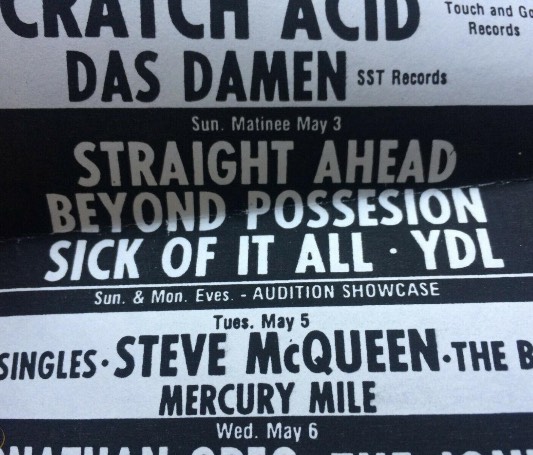 SCRATCH ACID
Touch and Go
Records
DAS DAMEN SST Records
Sun. Matinee May 3
STRAIGHT AHEAD
BEYOND POSSESION
SICK OF IT ALL · YDL
Sun. & Mon. Eves. - AUDITION SHOWCASE
Tues. May 5
SINGLES · STEVE McQUEEN · THE B
MERCURY MILE
Wed. May 6